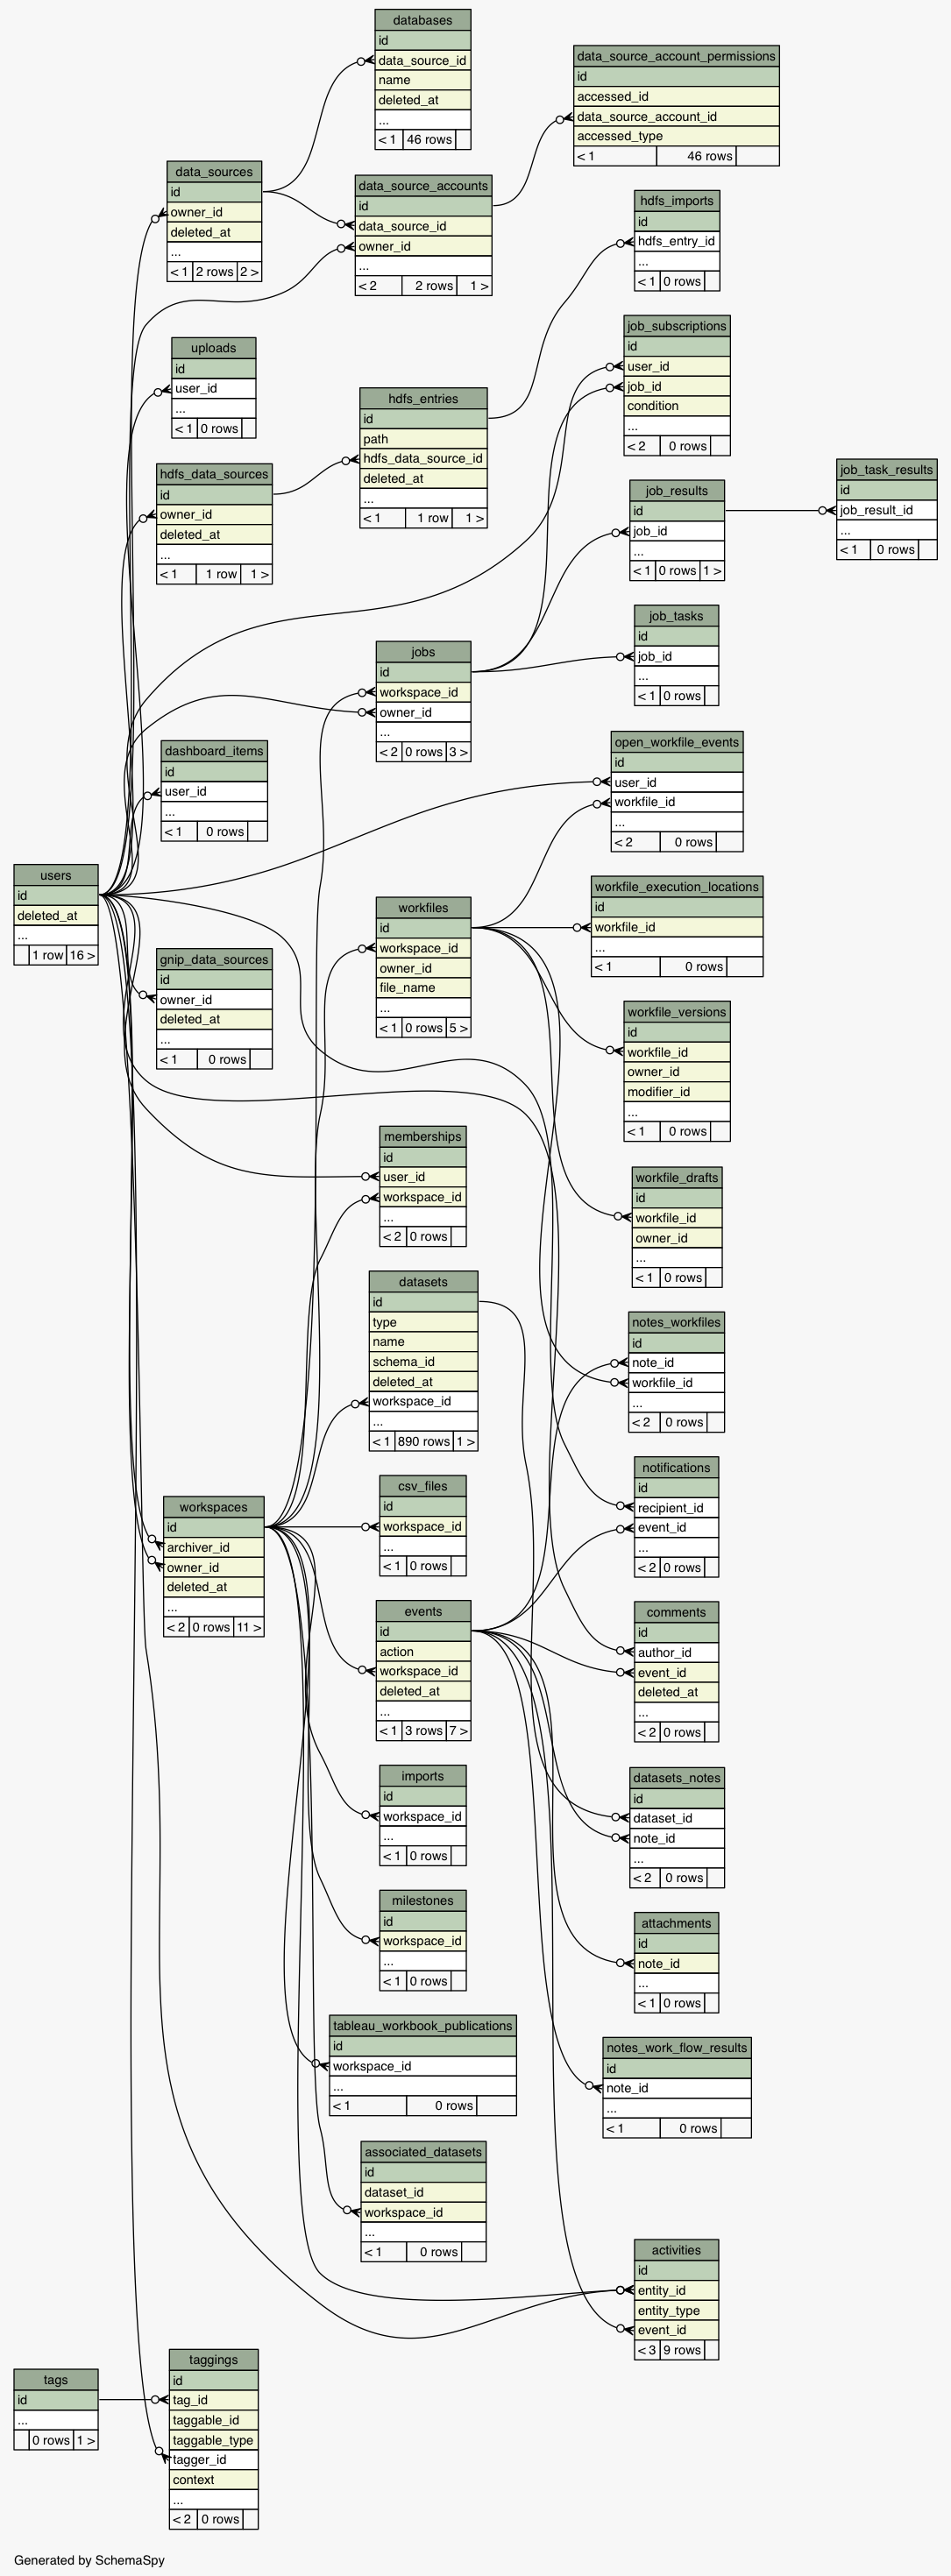 databases
id
data_source_id
name
deleted_at
...
< 1 46 rows
data_source_account_permissions
id
accessed_id
data_source_account_id
accessed_type
< 1 46 rows
data_sources
id
owner_id
deleted_at
...
< 1 2 rows 2 >
data_source_accounts
id
data_source_id
owner_id
...
< 2 2 rows 1 >
hdfs_imports
id
hdfs_entry_id
...
< 1 0 rows
uploads
id
user_id
...
< 1 0 rows
job_subscriptions
id
user_id
job_id
condition
...
< 2 0 rows
hdfs_entries
id
path
hdfs_data_source_id
deleted_at
...
< 1 1 row 1 >
hdfs_data_sources
id
owner_id
deleted_at
...
< 1 1 row 1 >
job_results
id
job_id
...
< 1 0 rows 1 >
job_task_results
id
job_result_id
...
< 1 0 rows
job_tasks
id
job_id
...
< 1 0 rows
jobs
id
workspace_id
owner_id
...
< 2 0 rows 3 >
dashboard_items
id
user_id
...
< 1 0 rows
open_workfile_events
id
user_id
workfile_id
...
< 2 0 rows
users
id
deleted_at
...
1 row 16 >
workfiles
id
workspace_id
owner_id
file_name
...
< 1 0 rows 5 >
workfile_execution_locations
id
workfile_id
...
< 1 0 rows
gnip_data_sources
id
owner_id
deleted_at
...
< 1 0 rows
workfile_versions
id
workfile_id
owner_id
modifier_id
...
< 1 0 rows
memberships
id
user_id
workspace_id
...
< 2 0 rows
workfile_drafts
id
workfile_id
owner_id
...
< 1 0 rows
datasets
id
type
name
schema_id
deleted_at
workspace_id
...
< 1 890 rows 1 >
notes_workfiles
id
note_id
workfile_id
...
< 2 0 rows
csv_files
id
workspace_id
...
< 1 0 rows
notifications
id
recipient_id
event_id
...
< 2 0 rows
workspaces
id
archiver_id
owner_id
deleted_at
...
< 2 0 rows 11 >
events
id
action
workspace_id
deleted_at
...
< 1 3 rows 7 >
comments
id
author_id
event_id
deleted_at
...
< 2 0 rows
imports
id
workspace_id
...
< 1 0 rows
datasets_notes
id
dataset_id
note_id
...
< 2 0 rows
milestones
id
workspace_id
...
< 1 0 rows
attachments
id
note_id
...
< 1 0 rows
tableau_workbook_publications
id
workspace_id
...
< 1 0 rows
notes_work_flow_results
id
note_id
...
< 1 0 rows
associated_datasets
id
dataset_id
workspace_id
...
< 1 0 rows
activities
id
entity_id
entity_type
event_id
< 3 9 rows
tags
id
...
0 rows 1 >
taggings
id
tag_id
taggable_id
taggable_type
tagger_id
context
...
< 2 0 rows
Generated by SchemaSpy